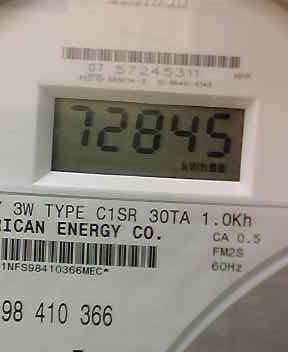 07 57245311
72845
kWh
3W TYPE C1SR 30TA 1.0Kh
RICAN ENERGY CO.
CA 0.5
FM2S
1NFS98410366MEC*
60Hz
98 410 366